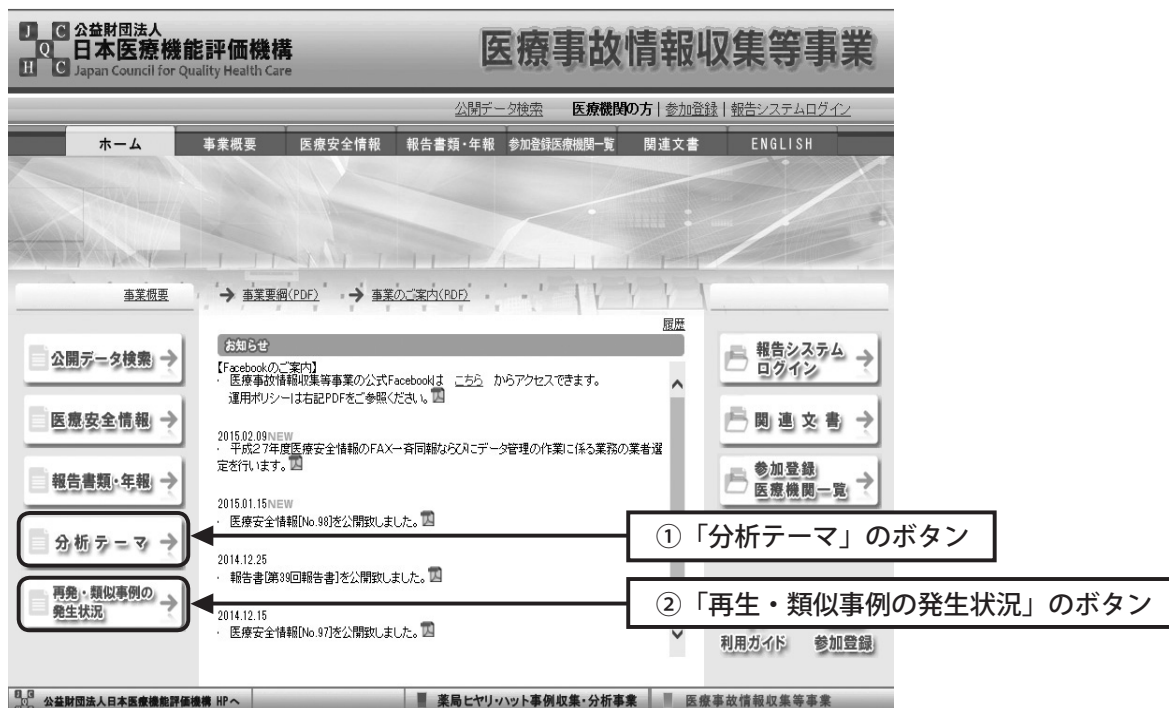 J Q H C C
公益財団法人
日本医療機能評価機構
Japan Council for Quality Health Care
医療事故情報収集等事業
公開データ検索 医療機関の方 | 参加登録 | 報告システムログイン
ホーム 事業概要 医療安全情報 報告書類・年報 参加登録医療機関一覧 関連文書 ENGLISH
事業概要 → 事業要綱(PDF) → 事業のご案内(PDF)
履歴
公開データ検索 →
医療安全情報 →
報告書類・年報 →
分析テーマ →
再発・類似事例の
発生状況 →
お知らせ
【Facebookのご案内】
・ 医療事故情報収集等事業の公式Facebookは こちら からアクセスできます。
運用ポリシーは右記PDFをご参照ください。
2015.02.09NEW
・ 平成27年度医療安全情報のFAX一斉同報ならびにデータ管理の作業に係る業務の業者選
定を行います。
2015.01.15NEW
・ 医療安全情報[No.98]を公開致しました。
2014.12.25
・ 報告書[第39回報告書]を公開致しました。
2014.12.15
・ 医療安全情報[No.97]を公開致しました。
報告システム
ログイン →
関連文書 →
参加登録
医療機関一覧 →
①「分析テーマ」のボタン
②「再生・類似事例の発生状況」のボタン
利用ガイド 参加登録
公益財団法人日本医療機能評価機構 HPへ 薬局ヒヤリ・ハット事例収集・分析事業 医療事故情報収集等事業